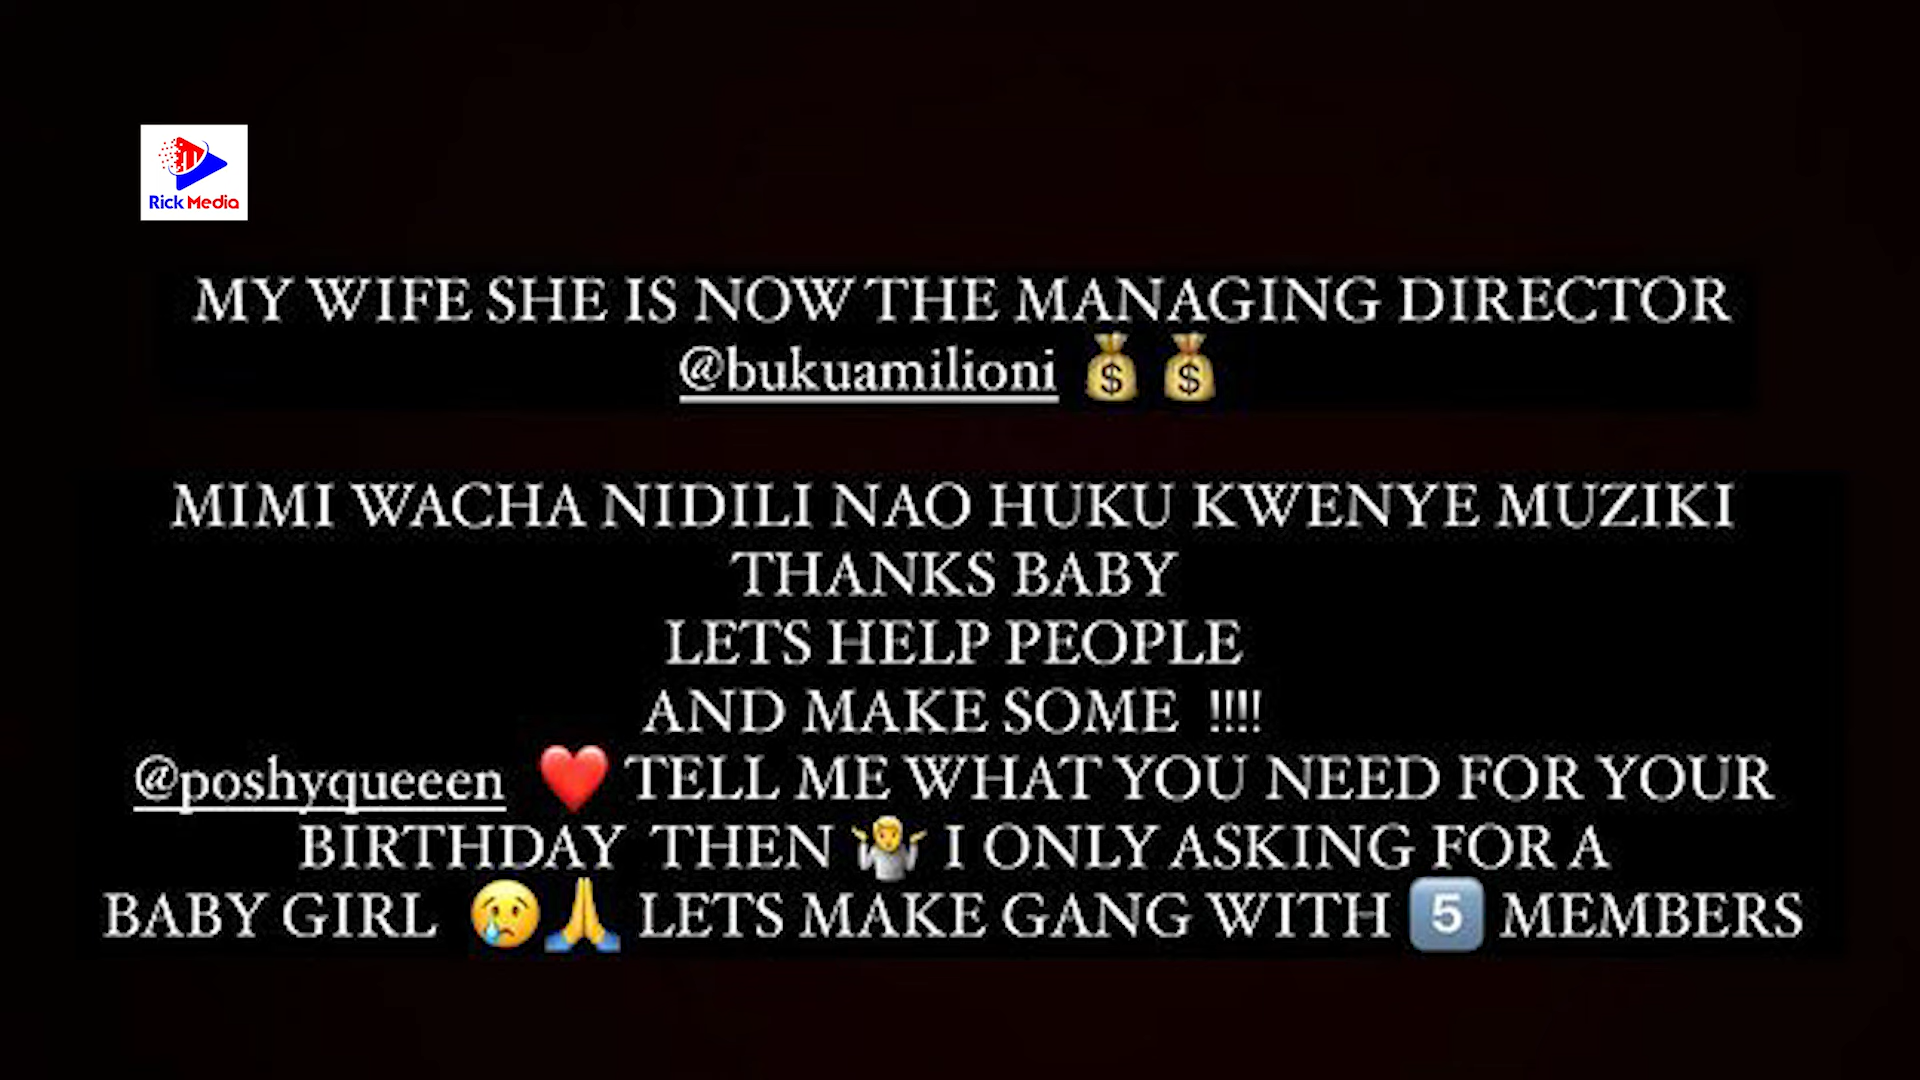 Rick Media
MY WIFE SHE IS NOW THE MANAGING DIRECTOR
@bukuamilioni 💰 💰
MIMI WACHA NIDILI NAO HUKU KWENYE MUZIKI
THANKS BABY
LETS HELP PEOPLE
AND MAKE SOME !!!!
@poshyqueeen ❤️ TELL ME WHAT YOU NEED FOR YOUR
BIRTHDAY THEN 🤷 I ONLY ASKING FOR A
BABY GIRL 😢🙏 LETS MAKE GANG WITH 5️⃣ MEMBERS